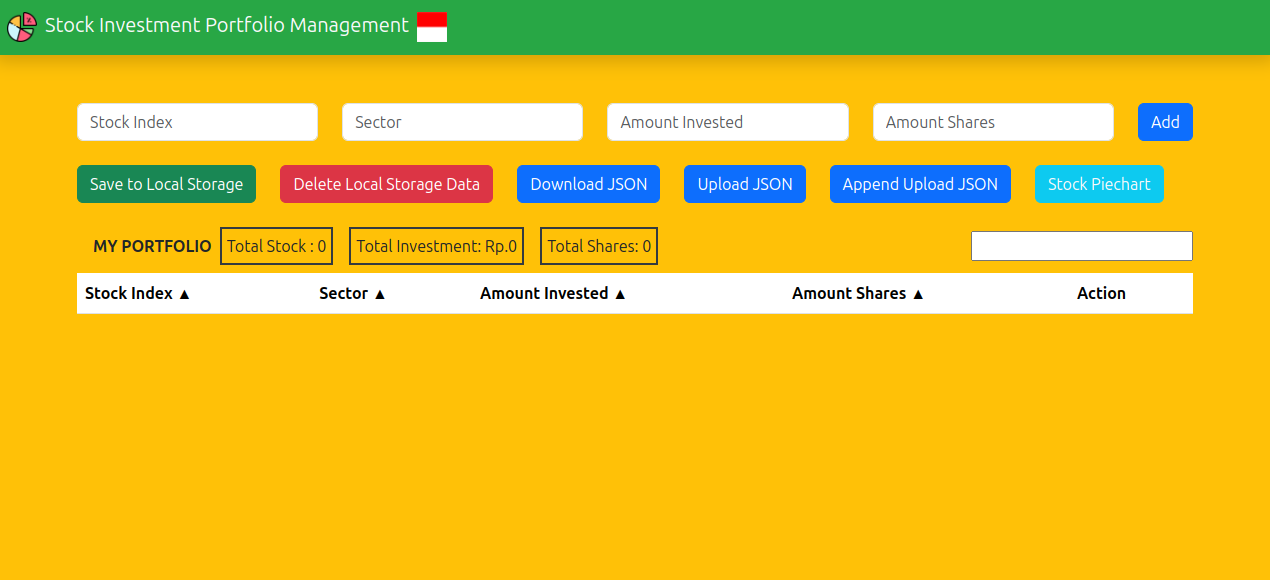 Stock Investment Portfolio Management
Stock Index Sector Amount Invested Amount Shares Add
Save to Local Storage Delete Local Storage Data Download JSON Upload JSON Append Upload JSON Stock Piechart
MY PORTFOLIO Total Stock : 0 Total Investment: Rp.0 Total Shares: 0
Stock Index ▲ Sector ▲ Amount Invested ▲ Amount Shares ▲ Action